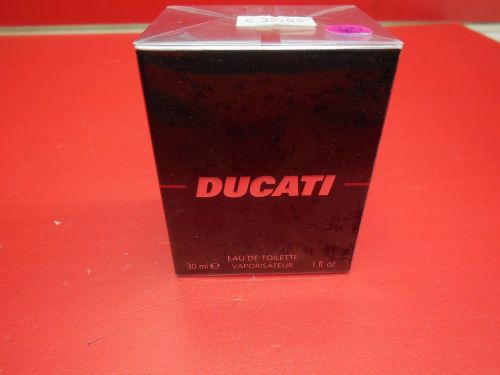 DUCATI
EAU DE TOILETTE
30 ml ℮ VAPORISATEUR 1 fl. oz